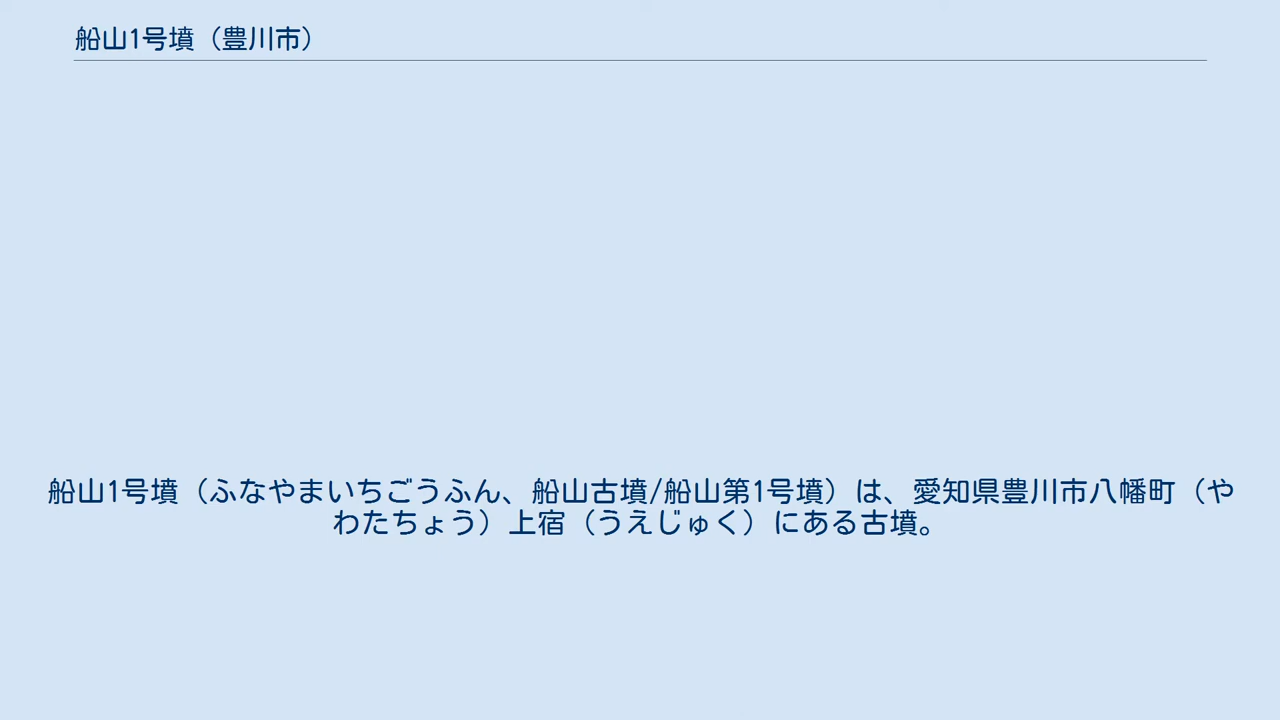 船山1号墳（豊川市）
船山1号墳（ふなやまいちごうふん、船山古墳/船山第1号墳）は、愛知県豊川市八幡町（や
わたちょう）上宿（うえじゅく）にある古墳。